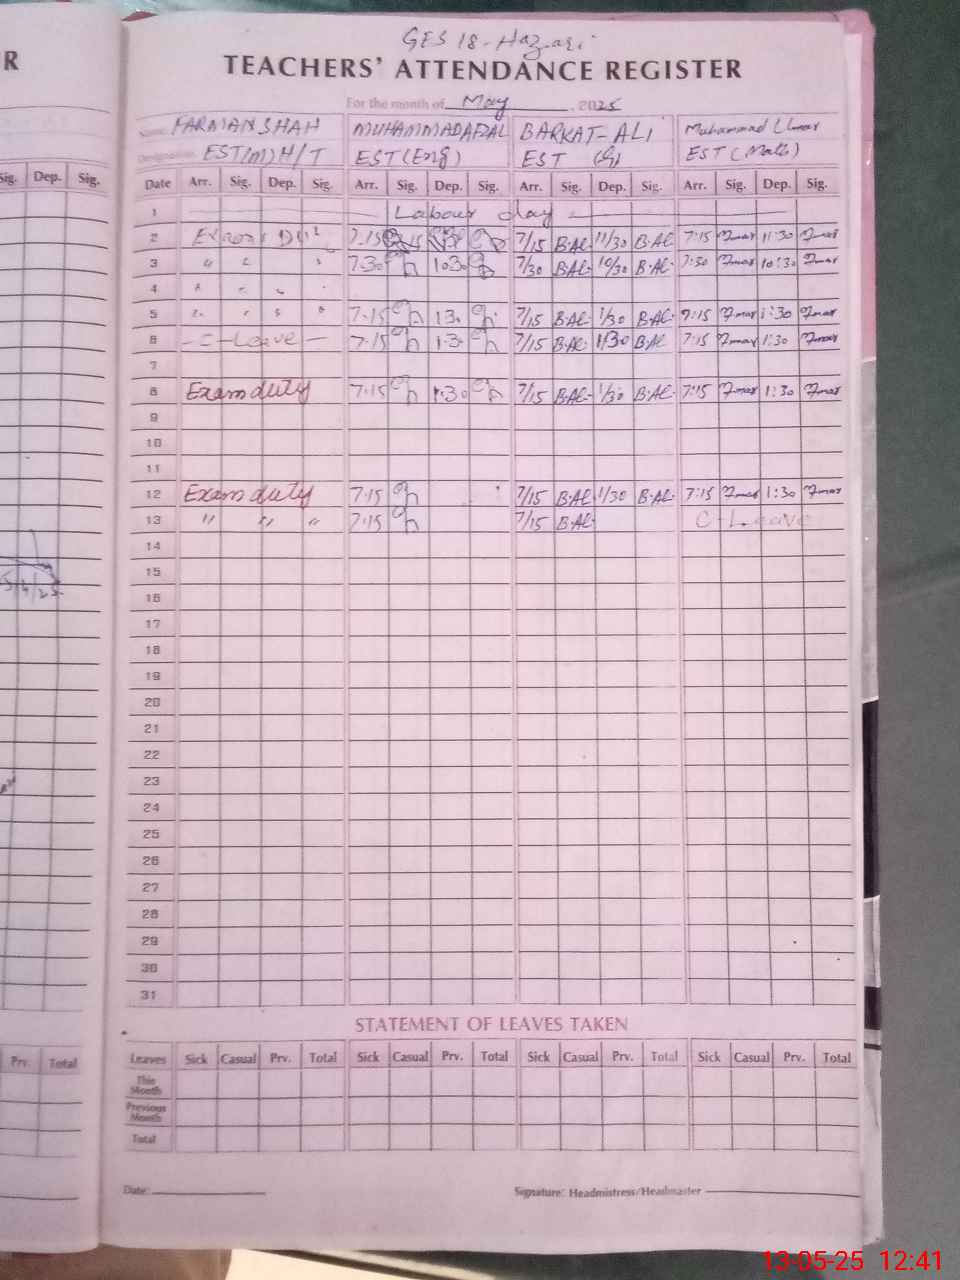 GES 18-Hazari
R
TEACHERS' ATTENDANCE REGISTER
For the month of May , 2025
Name FARMANSHAH MUHAMMADAFZAL BARKAT-ALI Muhammad Umar
Designation EST(M)H/T EST(Eng) EST (G) EST (Math)
Sig. Dep. Sig. Date Arr. Sig. Dep. Sig. Arr. Sig. Dep. Sig. Arr. Sig. Dep. Sig. Arr. Sig. Dep. Sig.
1 Labour day
2 Exam 7.15 7/15 B.Al 11/30 B.Al 7:15 11:30
3 " " " 7.30 10.30 7/30 B.Al. 10/30 B.Al. 7:30 10:30
4 " " " "
5 " " " " 7.15 1.30 7/15 B.Al. 1/30 B.Al. 7:15 1:30
6 - C-Leave - 7.15 1.30 7/15 B.Al. 1/30 B.Al 7:15 1:30
7
8 Exam duty 7.15 1.30 7/15 B.Al. 1/30 B.Al. 7:15 1:30
9
10
11
12 Exam duty 7.15 7/15 B.Al 1/30 B.Al. 7:15 1:30
13 " " " 7.15 7/15 B.Al. C-Leave
14
15
16
17
18
19
20
21
22
23
24
25
26
27
28
29
30
31
STATEMENT OF LEAVES TAKEN
Prv. Total Leaves Sick Casual Prv. Total Sick Casual Prv. Total Sick Casual Prv. Total Sick Casual Prv. Total
This Month
Previous Month
Total
Date: Signature: Headmistress/Headmaster
13-05-25 12:41